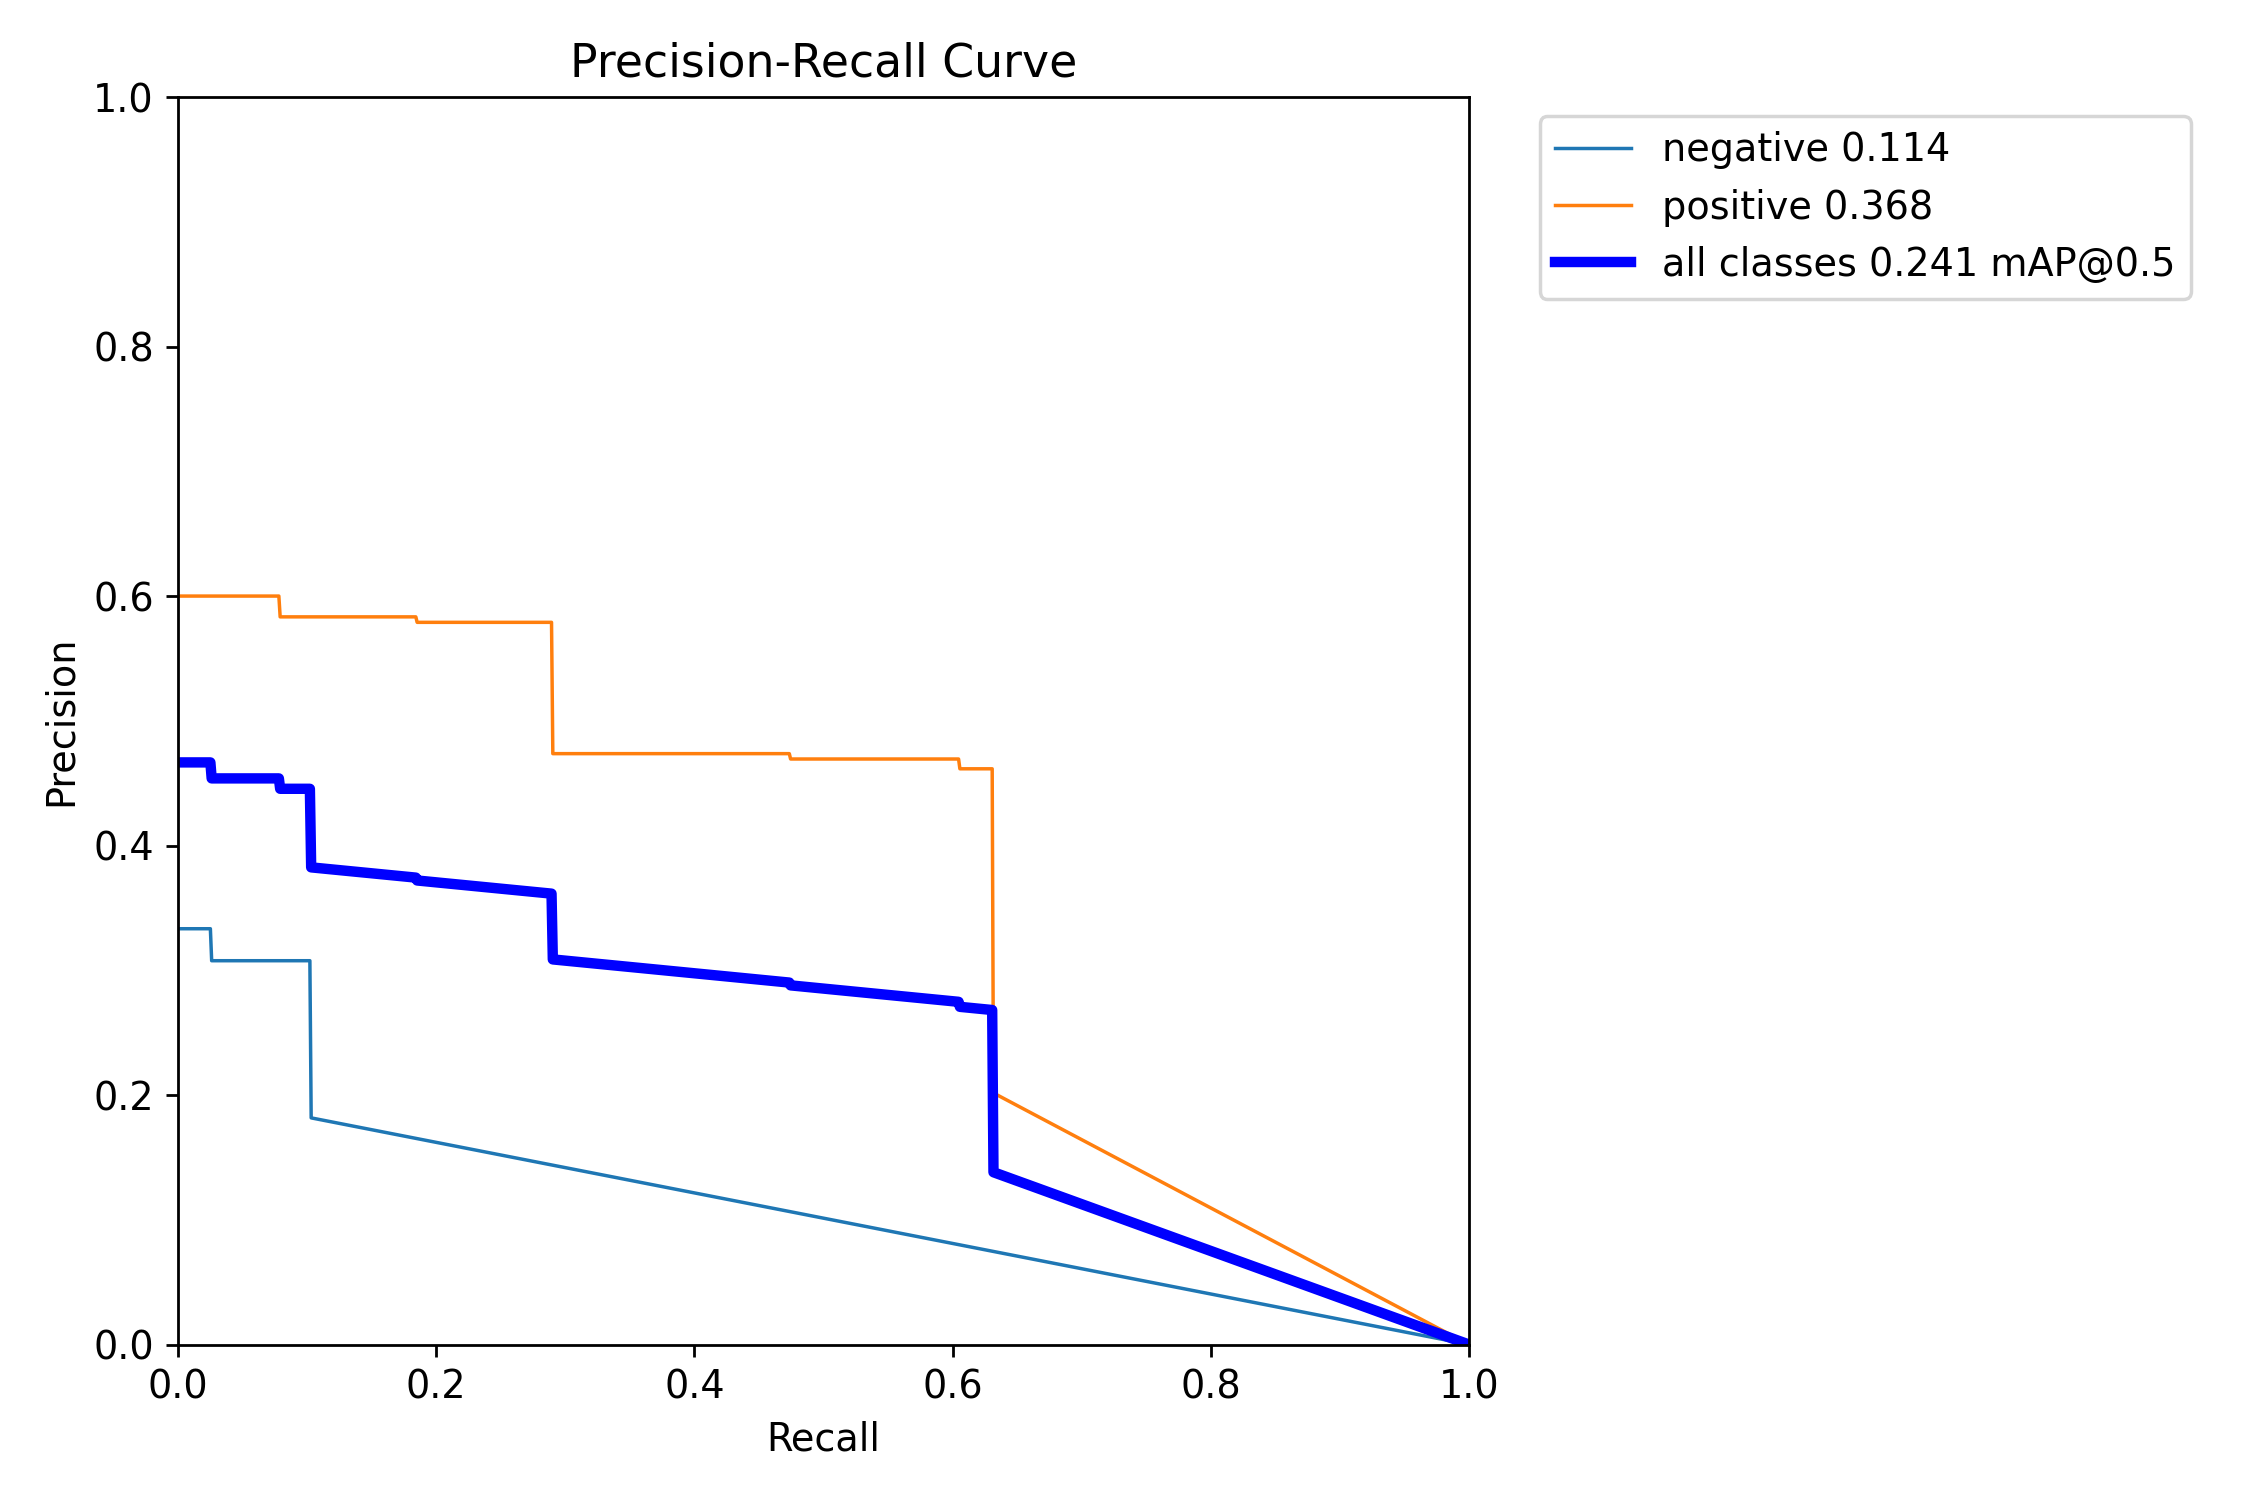 Precision-Recall Curve
1.0
0.8
0.6
0.4
0.2
0.0
Precision
0.0 0.2 0.4 0.6 0.8 1.0
Recall
negative 0.114
positive 0.368
all classes 0.241 mAP@0.5